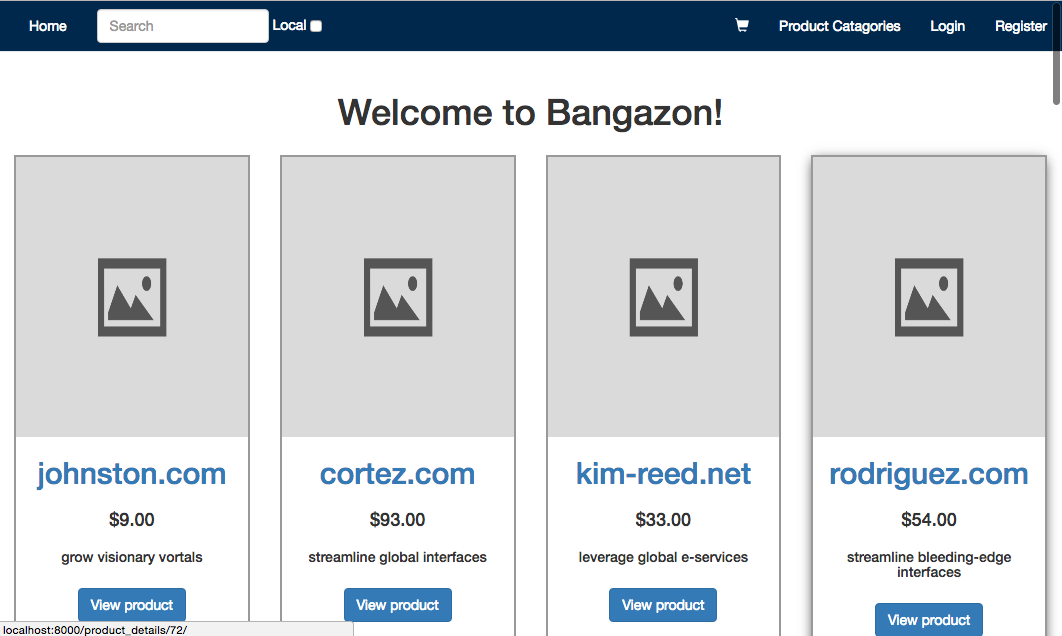 Home Search Local Product Catagories Login Register
Welcome to Bangazon!
johnston.com
$9.00
grow visionary vortals
View product
cortez.com
$93.00
streamline global interfaces
View product
kim-reed.net
$33.00
leverage global e-services
View product
rodriguez.com
$54.00
streamline bleeding-edge
interfaces
View product
localhost:8000/product_details/72/